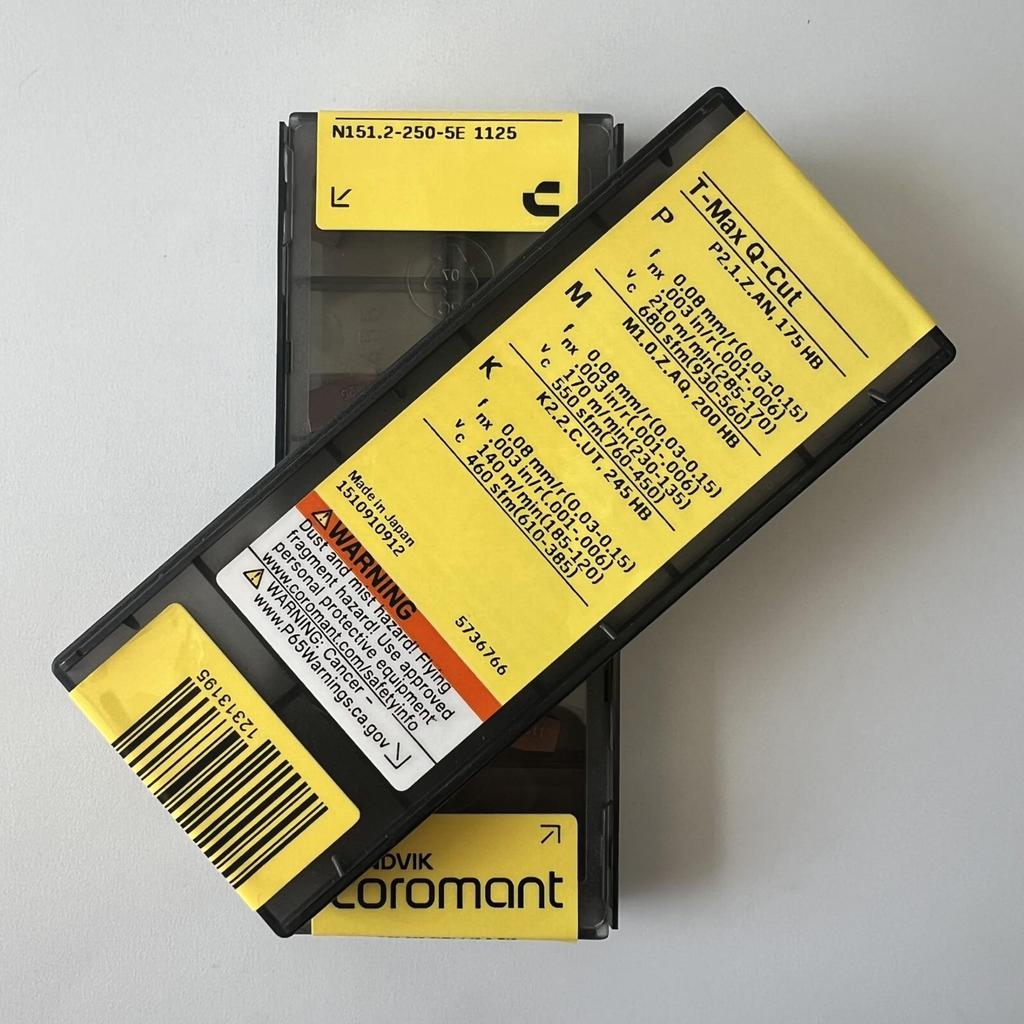 N151.2-250-5E 1125
T-Max Q-Cut
P P2.1.Z.AN, 175 HB
fnx 0.08 mm/r(0.03-0.15)
.003 in/r(.001-.006)
vc 210 m/min(285-170)
680 sfm(930-560)
M M1.0.Z.AQ, 200 HB
fnx 0.08 mm/r(0.03-0.15)
.003 in/r(.001-.006)
vc 170 m/min(230-135)
550 sfm(760-450)
K K2.2.C.UT, 245 HB
fnx 0.08 mm/r(0.03-0.15)
.003 in/r(.001-.006)
vc 140 m/min(185-120)
460 sfm(610-385)
Made in Japan
1510910912
5736766
WARNING
Dust and mist hazard! Flying
fragment hazard! Use approved
personal protective equipment
www.coromant.com/safetyinfo
WARNING: Cancer –
www.P65Warnings.ca.gov
12313195
NDVIK
coromant